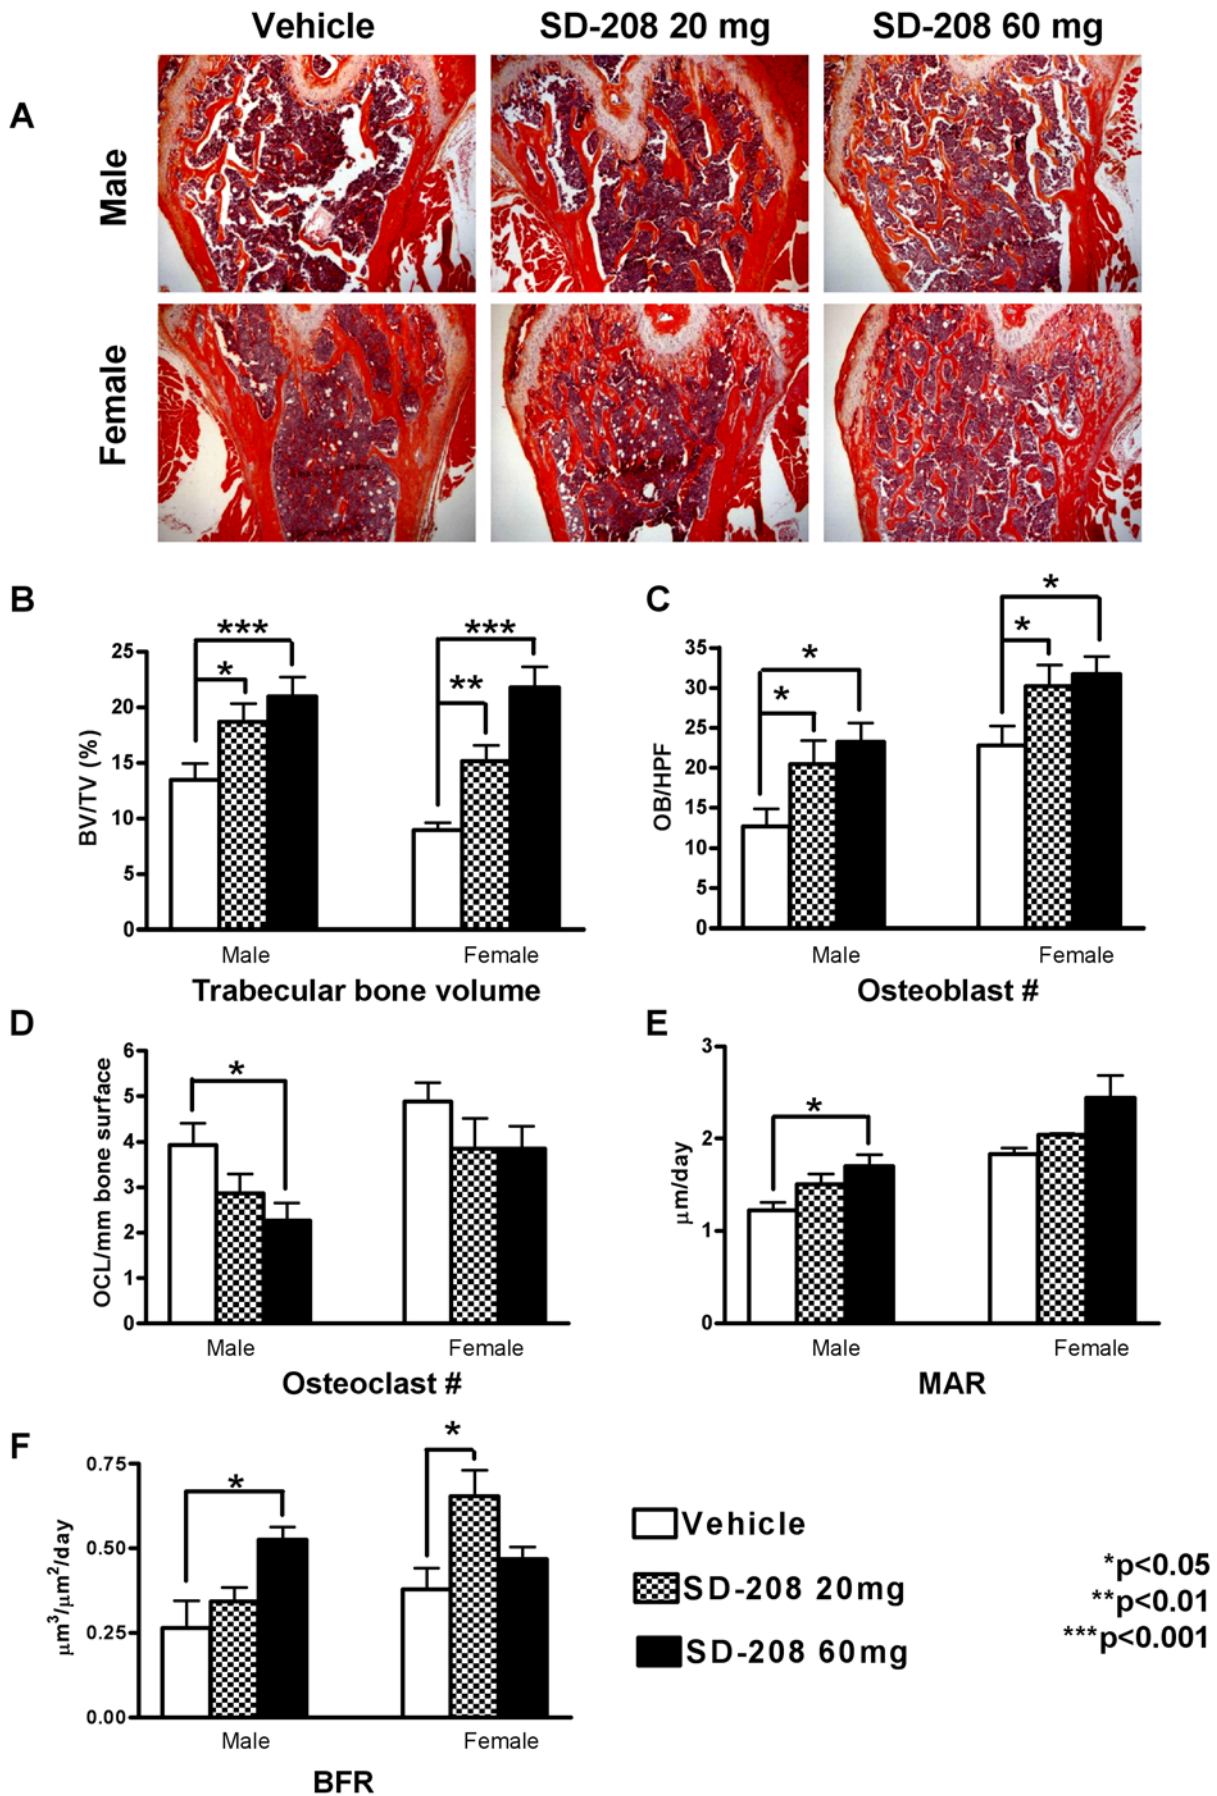 Vehicle SD-208 20 mg SD-208 60 mg
A
Male
Female
B
***
*
***
**
BV/TV (%)
25
20
15
10
5
0
Male Female
Trabecular bone volume
C
*
*
*
*
OB/HPF
35
30
25
20
15
10
5
0
Male Female
Osteoblast #
D
*
OCL/mm bone surface
6
5
4
3
2
1
0
Male Female
Osteoclast #
E
*
μm/day
3
2
1
0
Male Female
MAR
F
*
*
μm³/μm²/day
0.75
0.50
0.25
0.00
Male Female
BFR
Vehicle
SD-208 20mg
SD-208 60mg
*p<0.05
**p<0.01
***p<0.001